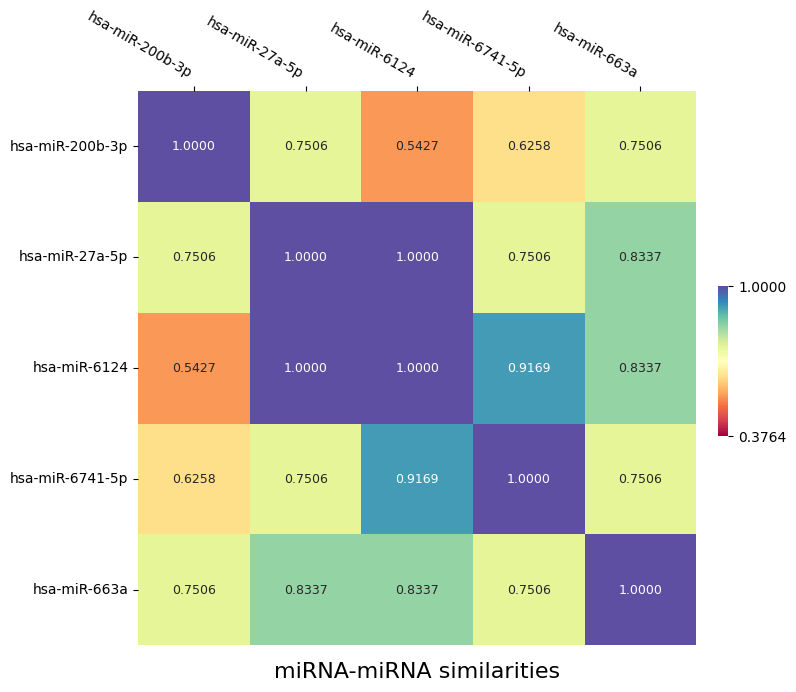 hsa-miR-200b-3p
hsa-miR-27a-5p
hsa-miR-6124
hsa-miR-6741-5p
hsa-miR-663a
hsa-miR-200b-3p 1.0000 0.7506 0.5427 0.6258 0.7506
hsa-miR-27a-5p 0.7506 1.0000 1.0000 0.7506 0.8337
1.0000
hsa-miR-6124 0.5427 1.0000 1.0000 0.9169 0.8337
0.3764
hsa-miR-6741-5p 0.6258 0.7506 0.9169 1.0000 0.7506
hsa-miR-663a 0.7506 0.8337 0.8337 0.7506 1.0000
miRNA-miRNA similarities